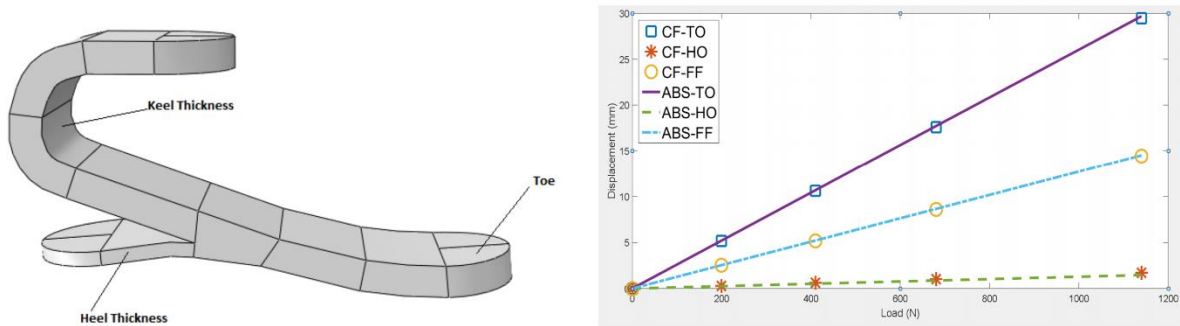 Keel Thickness
Toe
Heel Thickness
30
25
20
15
10
5
0
Displacement (mm)
CF-TO
CF-HO
CF-FF
ABS-TO
ABS-HO
ABS-FF
0
200
400
600
800
1000
1200
Load (N)